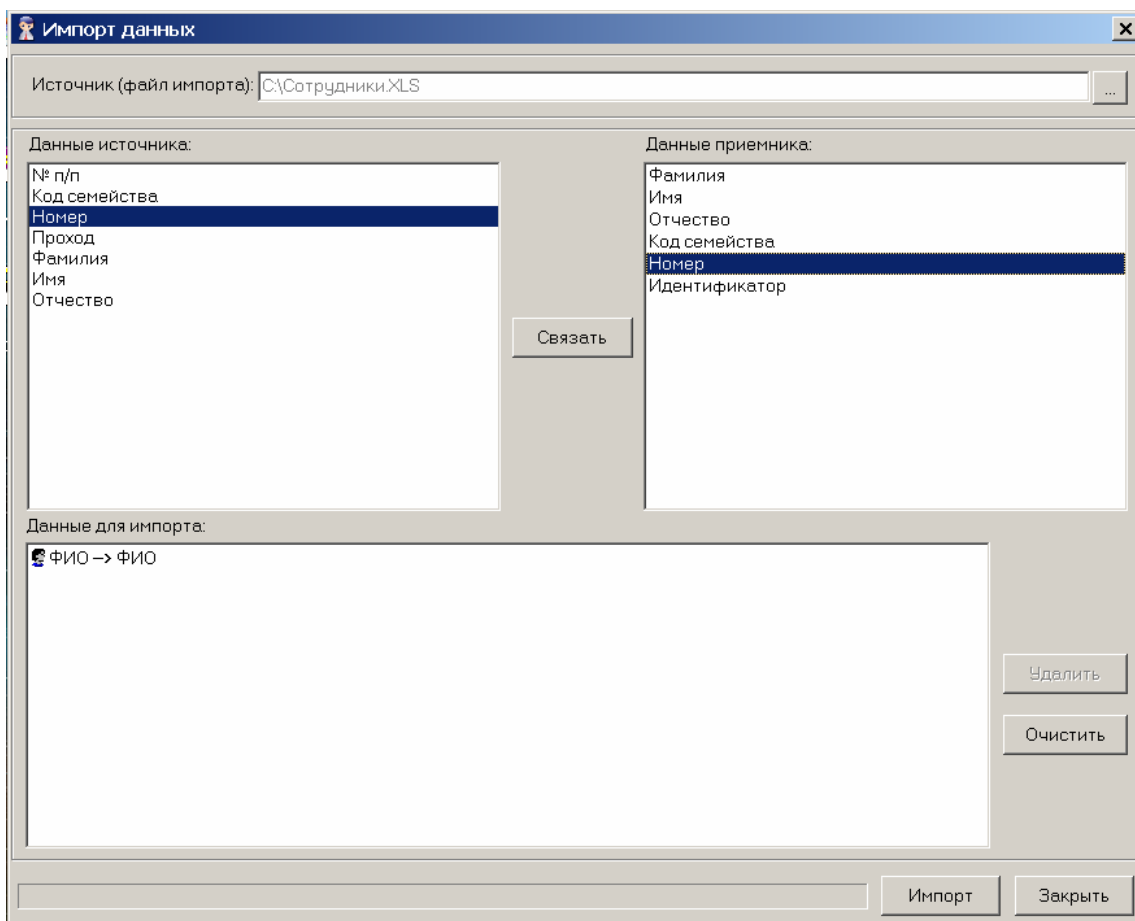 Импорт данных
Источник (файл импорта): C:\Сотрудники.XLS ...
Данные источника:
№ п/п
Код семейства
Номер
Проход
Фамилия
Имя
Отчество
Связать
Данные приемника:
Фамилия
Имя
Отчество
Код семейства
Номер
Идентификатор
Данные для импорта:
ФИО –> ФИО
Удалить
Очистить
Импорт
Закрыть